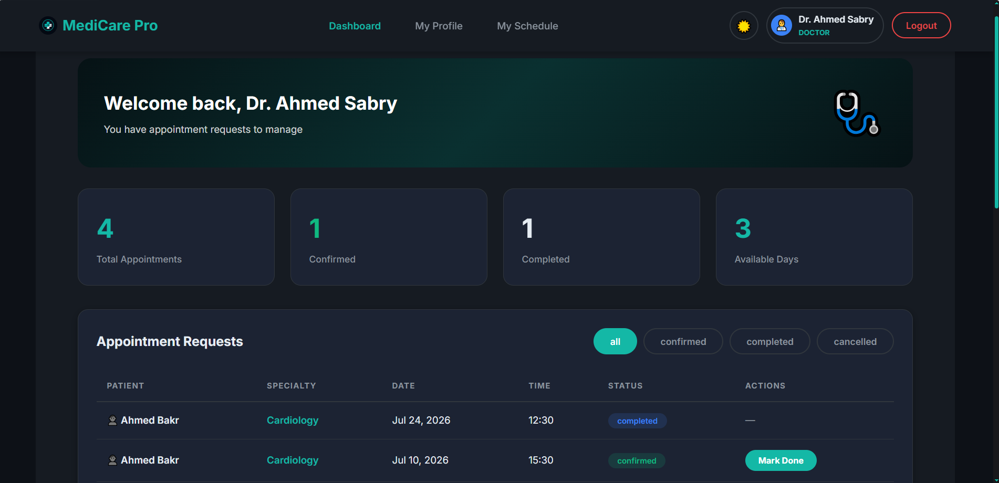 MediCare Pro
Dashboard
My Profile
My Schedule
Dr. Ahmed Sabry
DOCTOR
Logout
Welcome back, Dr. Ahmed Sabry
You have appointment requests to manage
4
Total Appointments
1
Confirmed
1
Completed
3
Available Days
Appointment Requests
all
confirmed
completed
cancelled
PATIENT SPECIALTY DATE TIME STATUS ACTIONS
Ahmed Bakr Cardiology Jul 24, 2026 12:30 completed —
Ahmed Bakr Cardiology Jul 10, 2026 15:30 confirmed Mark Done